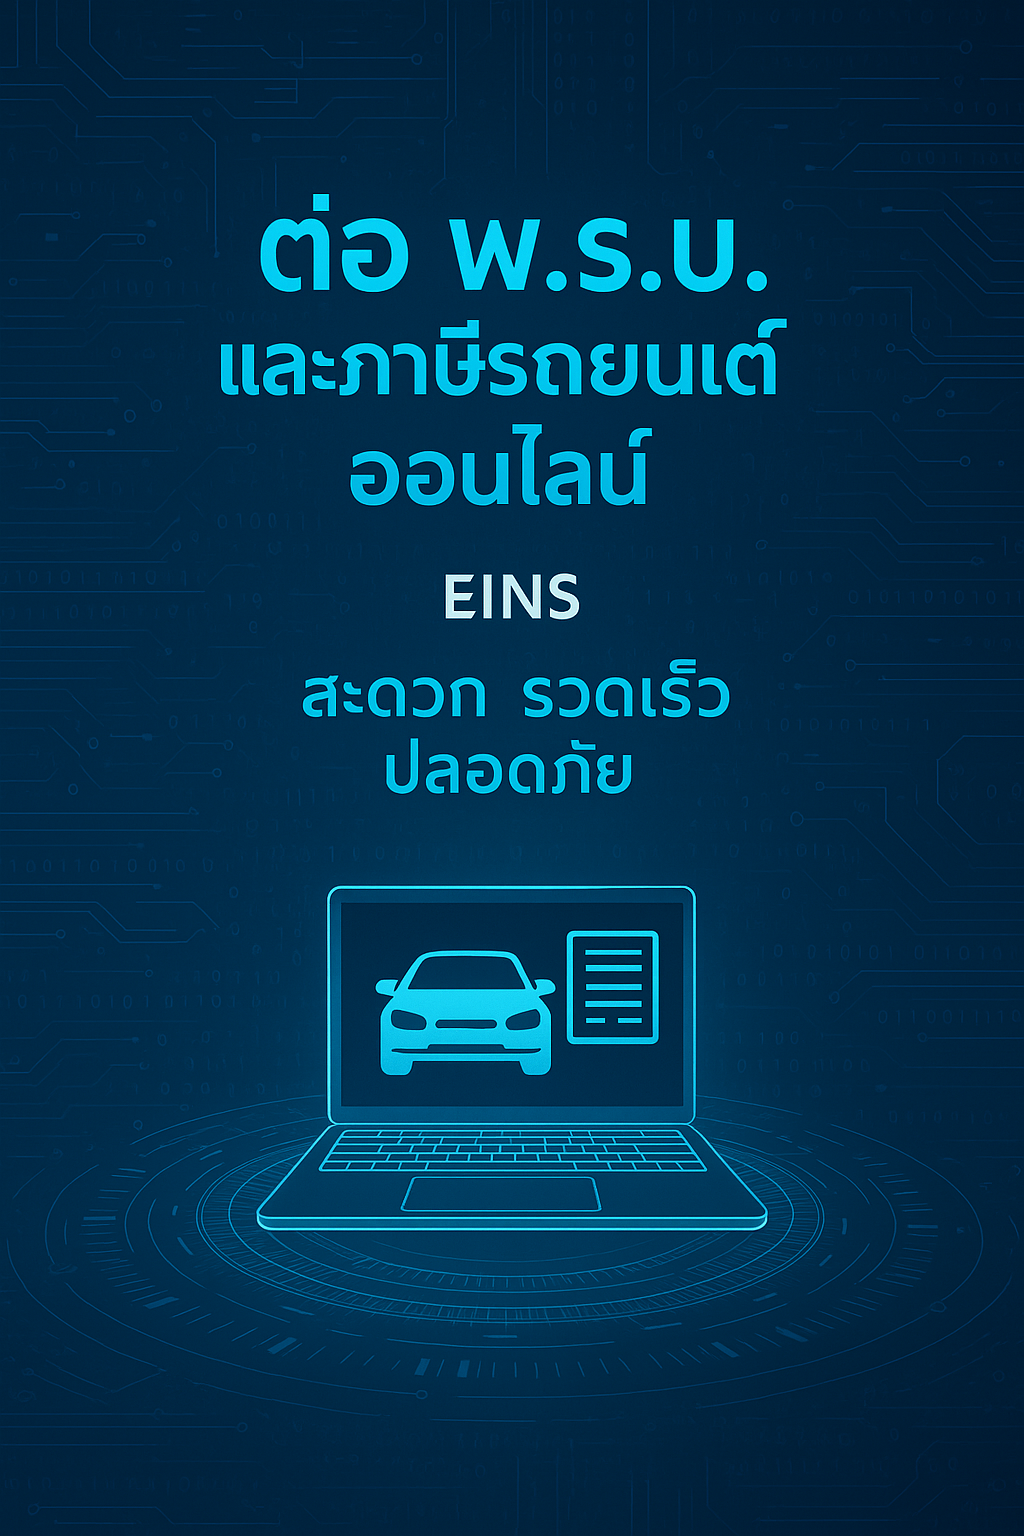 ต่อ พ.ร.บ.
และภาษีรถยนเต์
ออนไลน์
EINS
สะดวก รวดเร็ว
ปลอดภัย